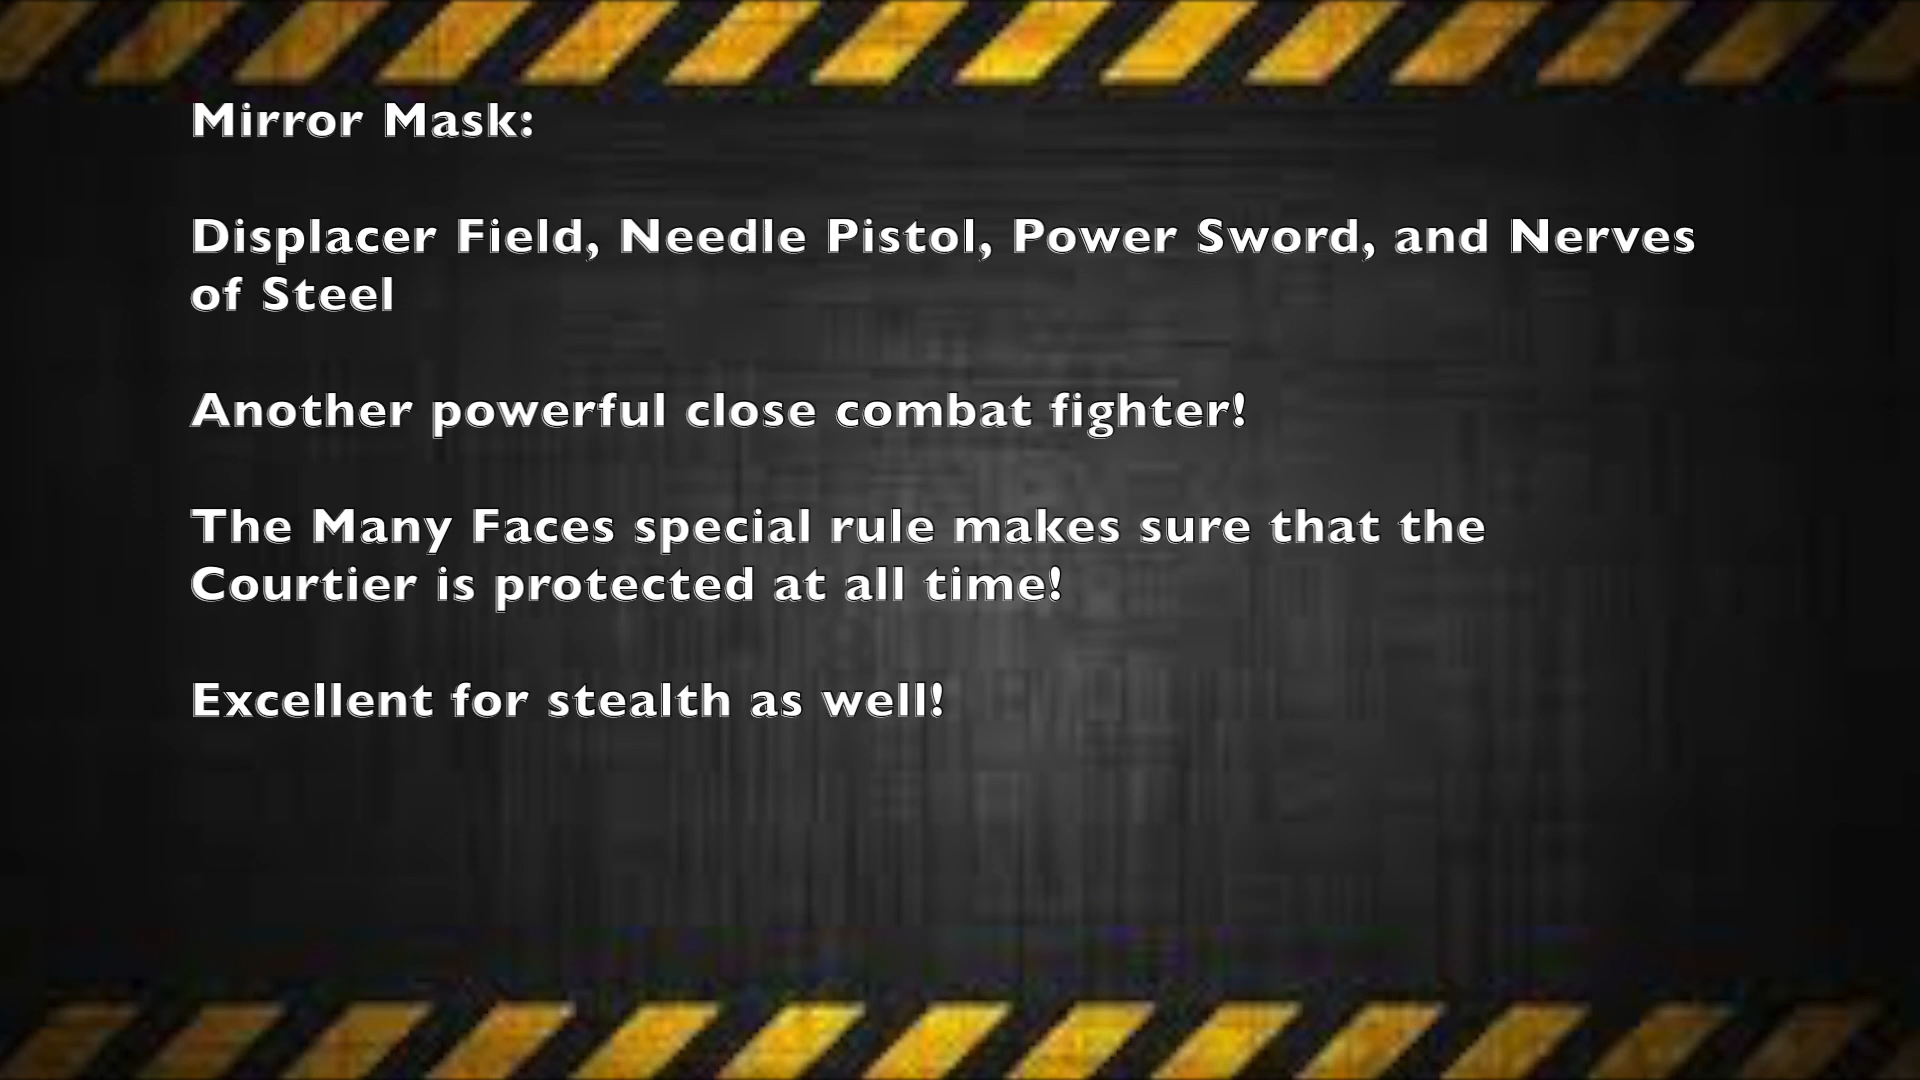 Mirror Mask:
Displacer Field, Needle Pistol, Power Sword, and Nerves
of Steel
Another powerful close combat fighter!
The Many Faces special rule makes sure that the
Courtier is protected at all time!
Excellent for stealth as well!